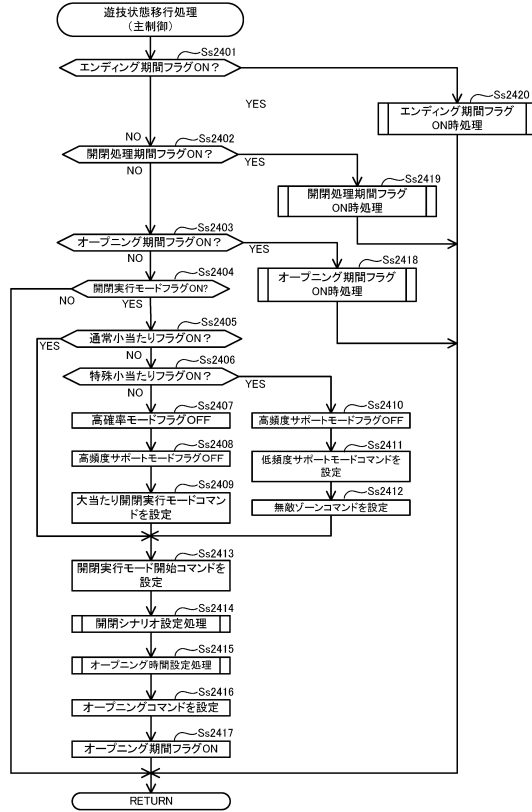 遊技状態移行処理
（主制御）
Ss2401
エンディング期間フラグON？
YES
Ss2420
エンディング期間フラグ
ON時処理
NO
Ss2402
開閉処理期間フラグON？
YES
NO
Ss2419
開閉処理期間フラグ
ON時処理
Ss2403
オープニング期間フラグON？
YES
NO
Ss2418
オープニング期間フラグ
ON時処理
Ss2404
開閉実行モードフラグON?
NO
YES
Ss2405
通常小当たりフラグON？
YES
NO
Ss2406
特殊小当たりフラグON？
YES
NO
Ss2407
高確率モードフラグOFF
Ss2410
高頻度サポートモードフラグOFF
Ss2408
高頻度サポートモードフラグOFF
Ss2411
低頻度サポートモードコマンドを
設定
Ss2409
大当たり開閉実行モードコマン
ドを設定
Ss2412
無敵ゾーンコマンドを設定
Ss2413
開閉実行モード開始コマンドを
設定
Ss2414
開閉シナリオ設定処理
Ss2415
オープニング時間設定処理
Ss2416
オープニングコマンドを設定
Ss2417
オープニング期間フラグON
RETURN